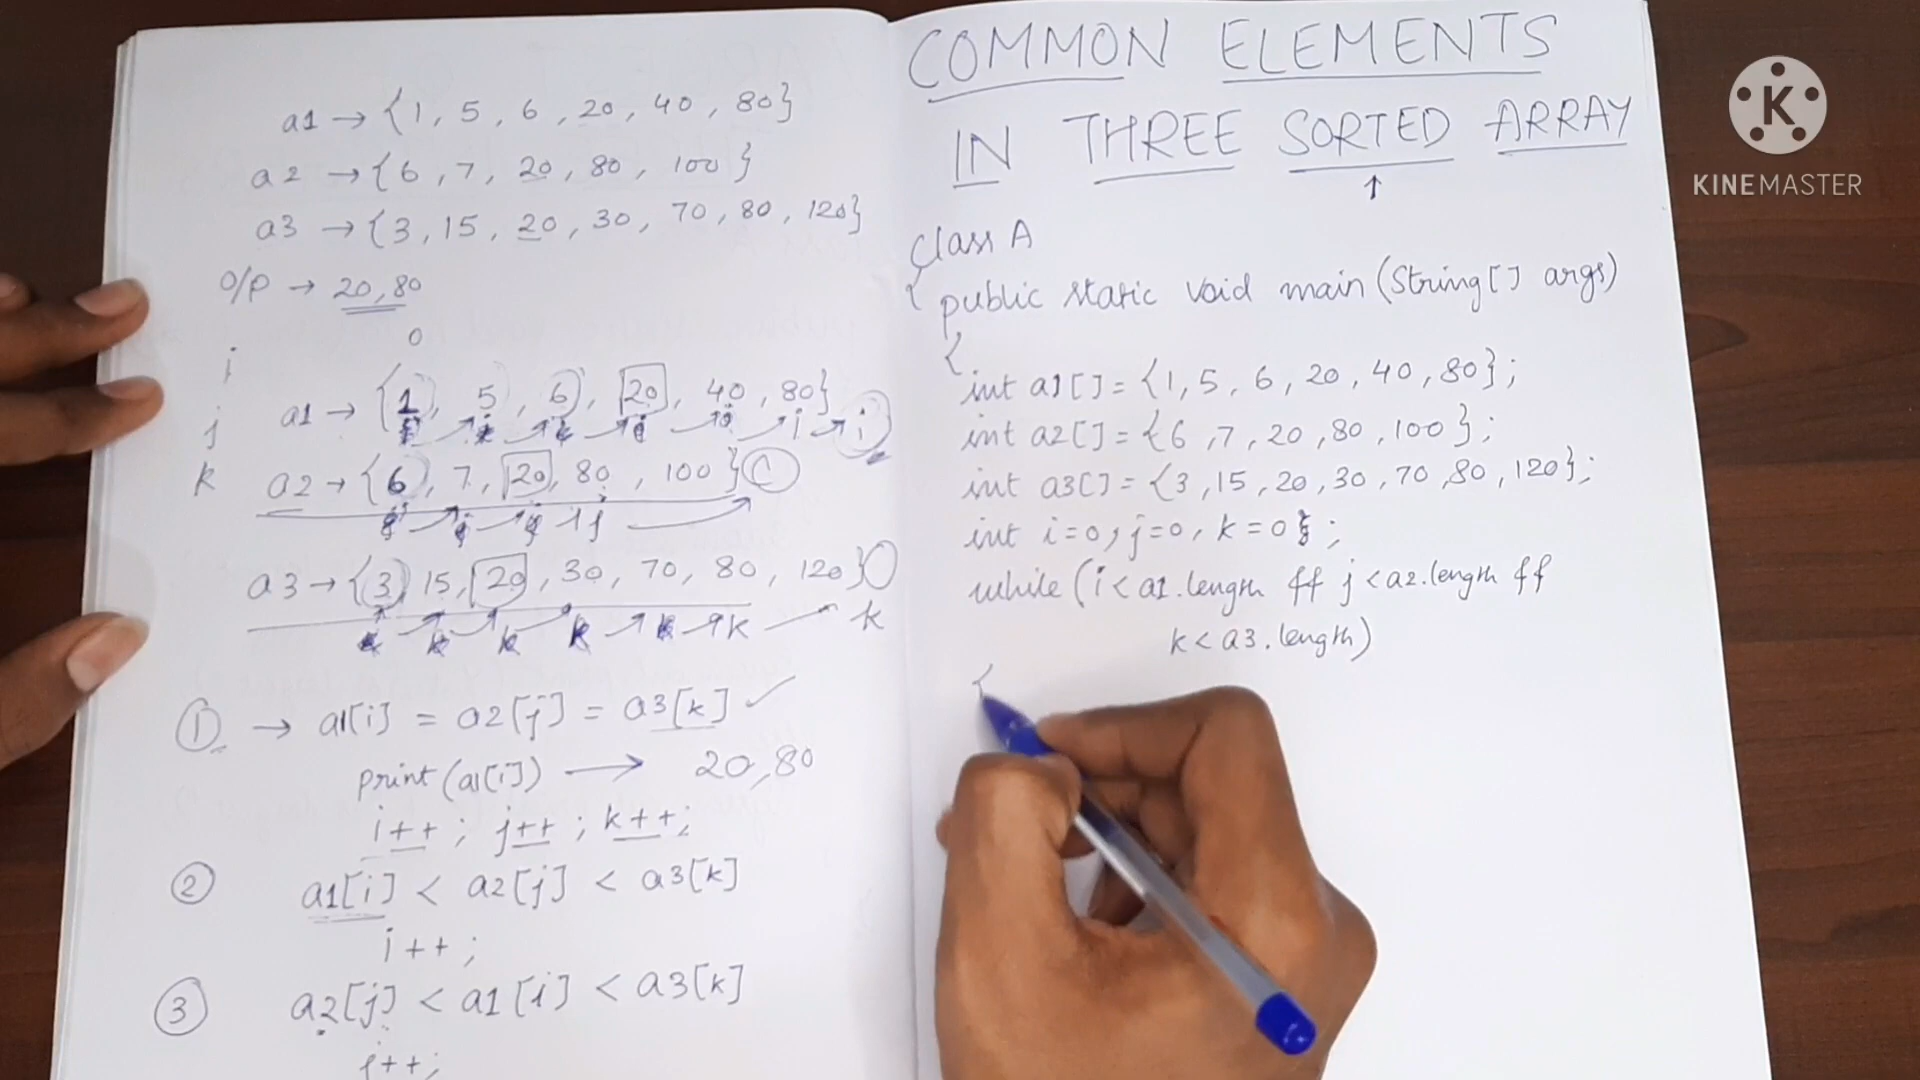 a1 → {1, 5, 6, 20, 40, 80}
a2 → {6, 7, 20, 80, 100}
a3 → {3, 15, 20, 30, 70, 80, 120}
O/P → 20, 80
0
i
a1 → {1, 5, 6, 20, 40, 80}
i i i i i i i
j
k
a2 → {6, 7, 20, 80, 100}
j j j j
a3 → {3, 15, 20, 30, 70, 80, 120}
k k k k k k k
① → a1[i] = a2[j] = a3[k] ✓
print(a1[i]) → 20, 80
i++; j++; k++;
② a1[i] < a2[j] < a3[k]
i++;
③ a2[j] < a1[i] < a3[k]
j++;
COMMON ELEMENTS
IN THREE SORTED ARRAY
↑
class A
{ public static void main(String[] args)
{
int a1[] = {1, 5, 6, 20, 40, 80};
int a2[] = {6, 7, 20, 80, 100};
int a3[] = {3, 15, 20, 30, 70, 80, 120};
int i=0, j=0, k=0;
while (i<a1.length && j<a2.length &&
k<a3.length)
{
K
KINEMASTER